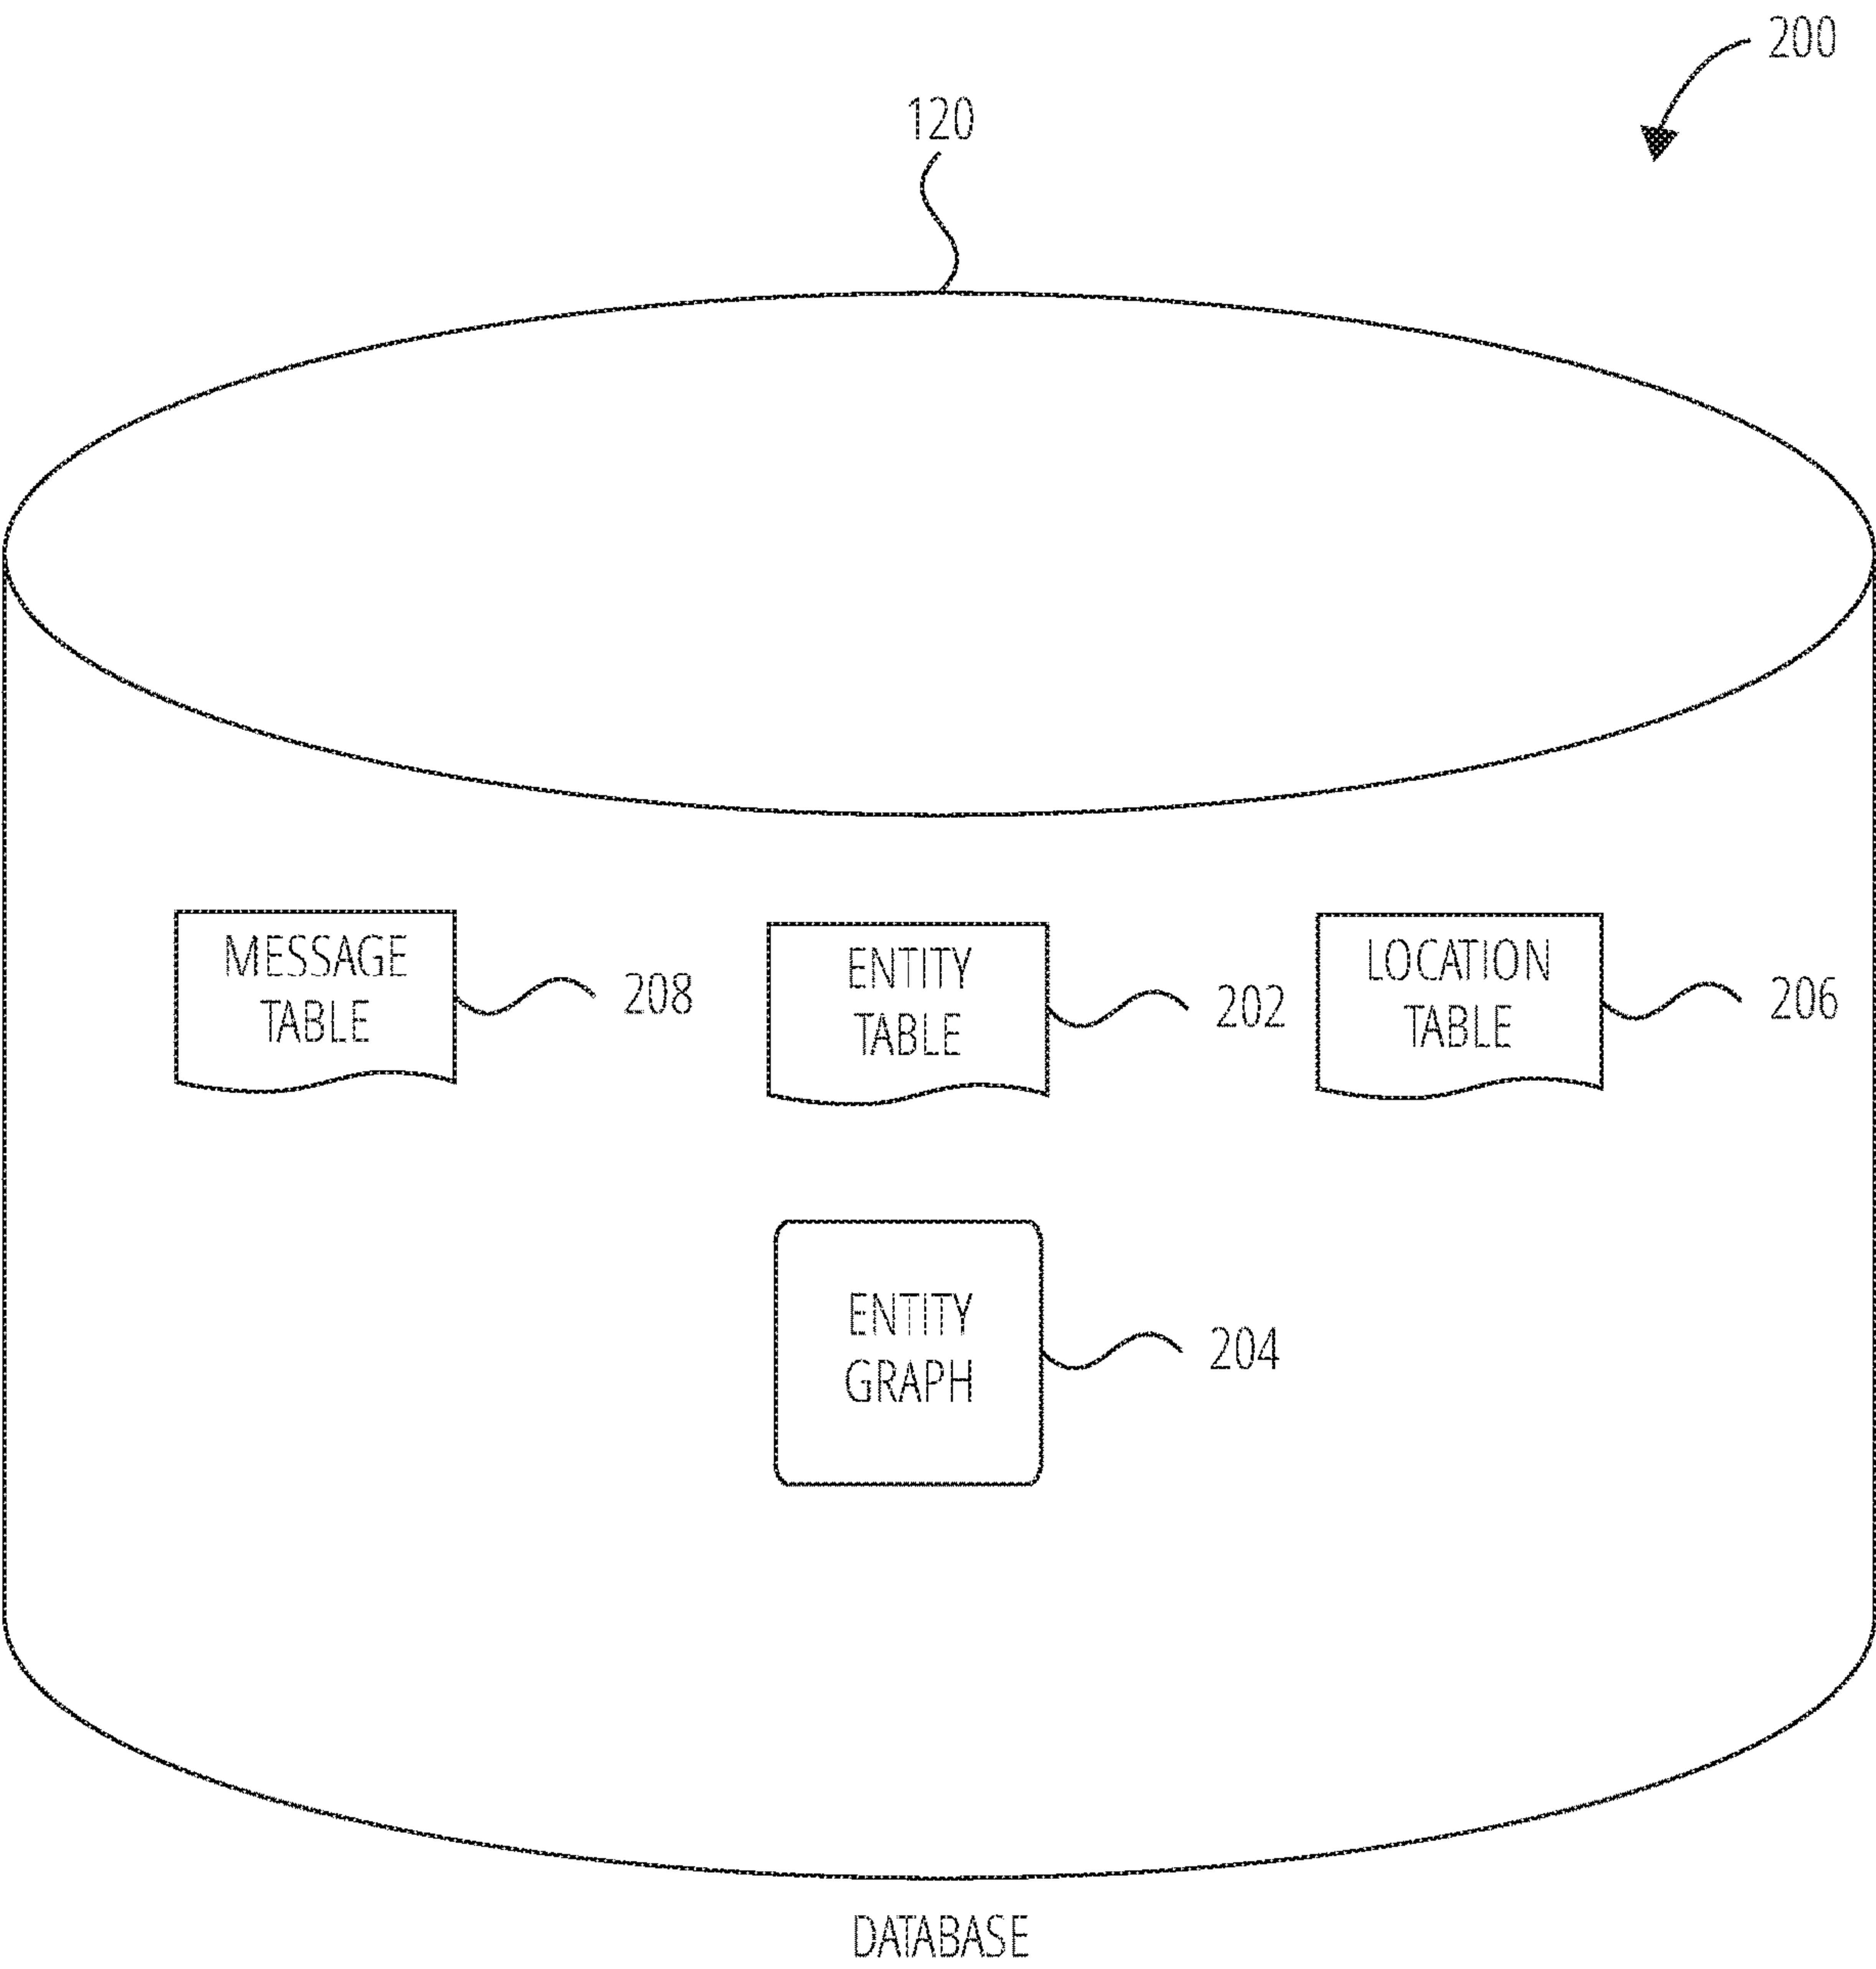 200
120
MESSAGE
TABLE
208
ENTITY
TABLE
202
LOCATION
TABLE
206
ENTITY
GRAPH
204
DATABASE